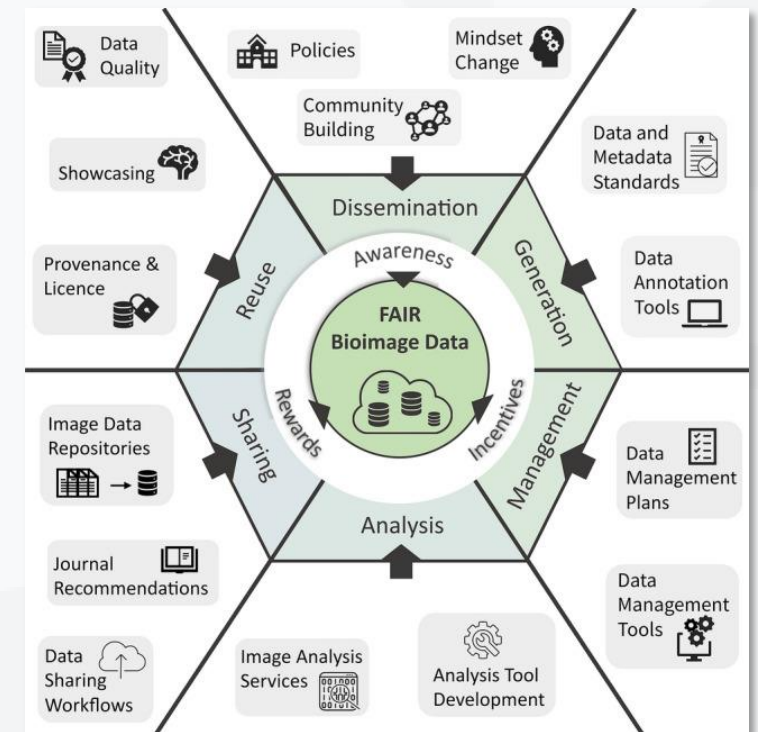 Data
Quality
Policies
Mindset
Change
Community
Building
Showcasing
Data and
Metadata
Standards
Dissemination
Provenance &
Licence
Reuse
Awareness
Generation
Data
Annotation
Tools
FAIR
Bioimage Data
Rewards
Incentives
Image Data
Repositories
Sharing
Management
Data
Management
Plans
Analysis
Journal
Recommendations
Data
Management
Tools
Data
Sharing
Workflows
Image Analysis
Services
Analysis Tool
Development